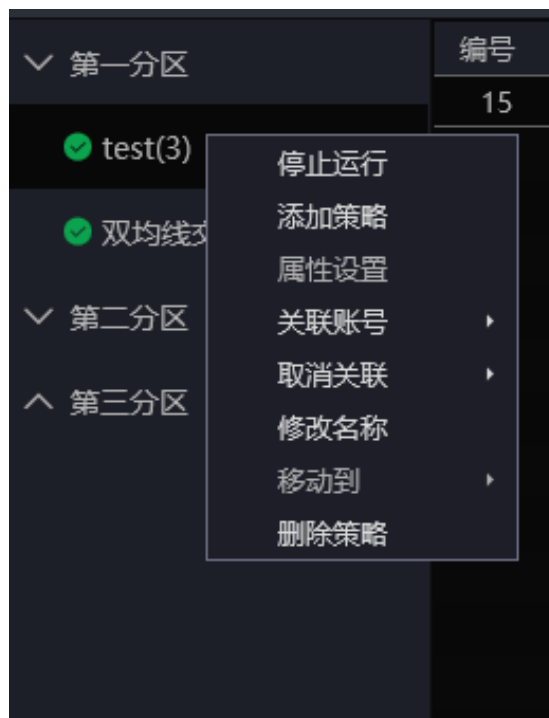 第一分区
编号
15
test(3)
双均线
第二分区
第三分区
停止运行
添加策略
属性设置
关联账号
取消关联
修改名称
移动到
删除策略